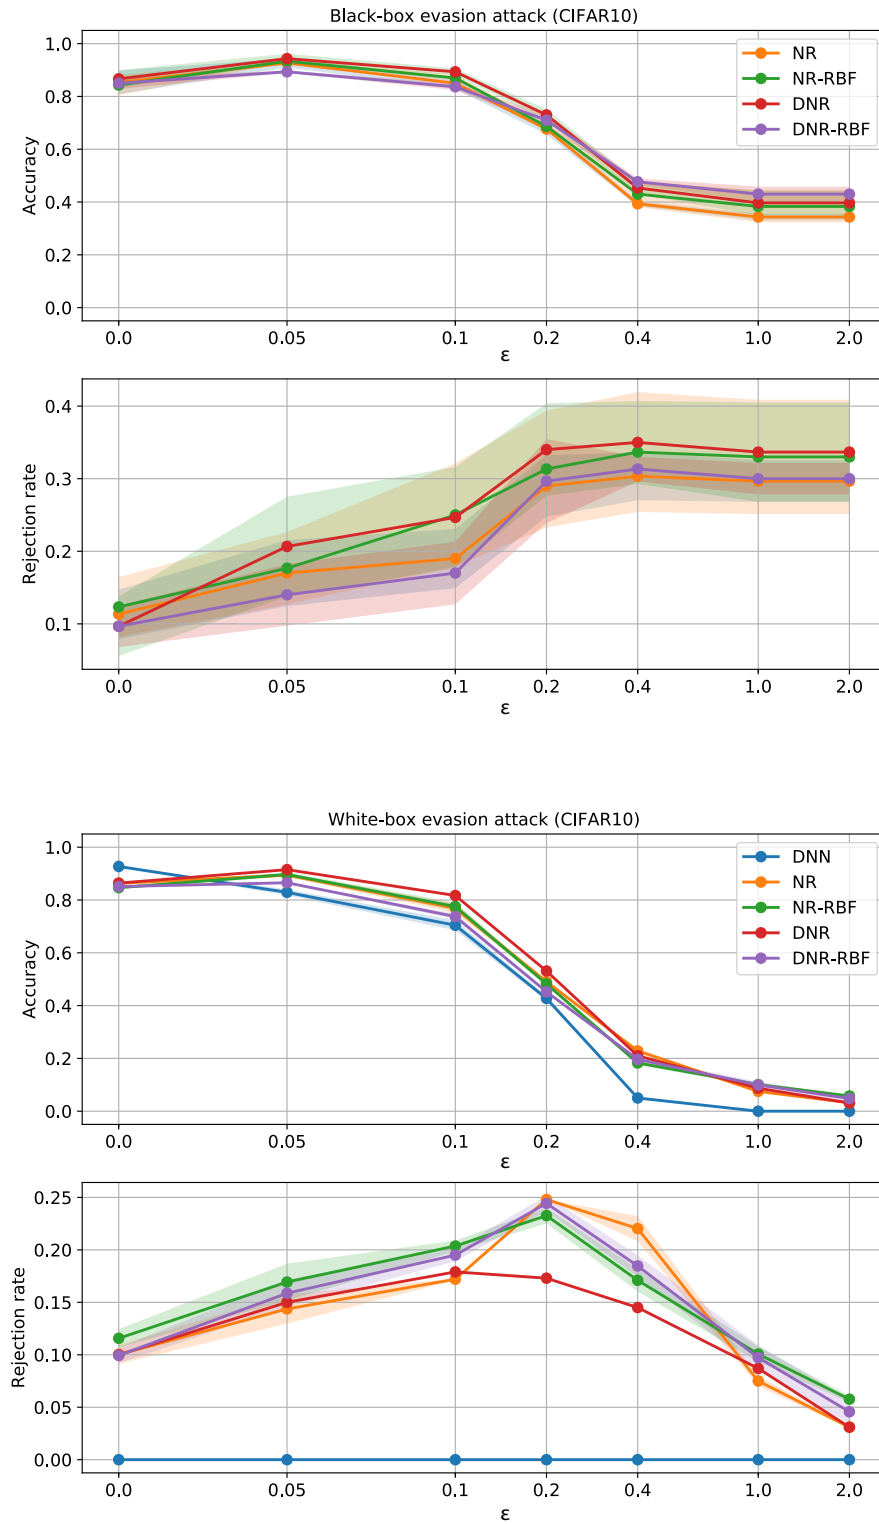 Black-box evasion attack (CIFAR10)
1.0
0.8
0.6
0.4
0.2
0.0
Accuracy
NR
NR-RBF
DNR
DNR-RBF
0.0 0.05 0.1 0.2 0.4 1.0 2.0
ε
0.4
0.3
0.2
0.1
Rejection rate
0.0 0.05 0.1 0.2 0.4 1.0 2.0
ε
White-box evasion attack (CIFAR10)
1.0
0.8
0.6
0.4
0.2
0.0
Accuracy
DNN
NR
NR-RBF
DNR
DNR-RBF
0.0 0.05 0.1 0.2 0.4 1.0 2.0
ε
0.25
0.20
0.15
0.10
0.05
0.00
Rejection rate
0.0 0.05 0.1 0.2 0.4 1.0 2.0
ε